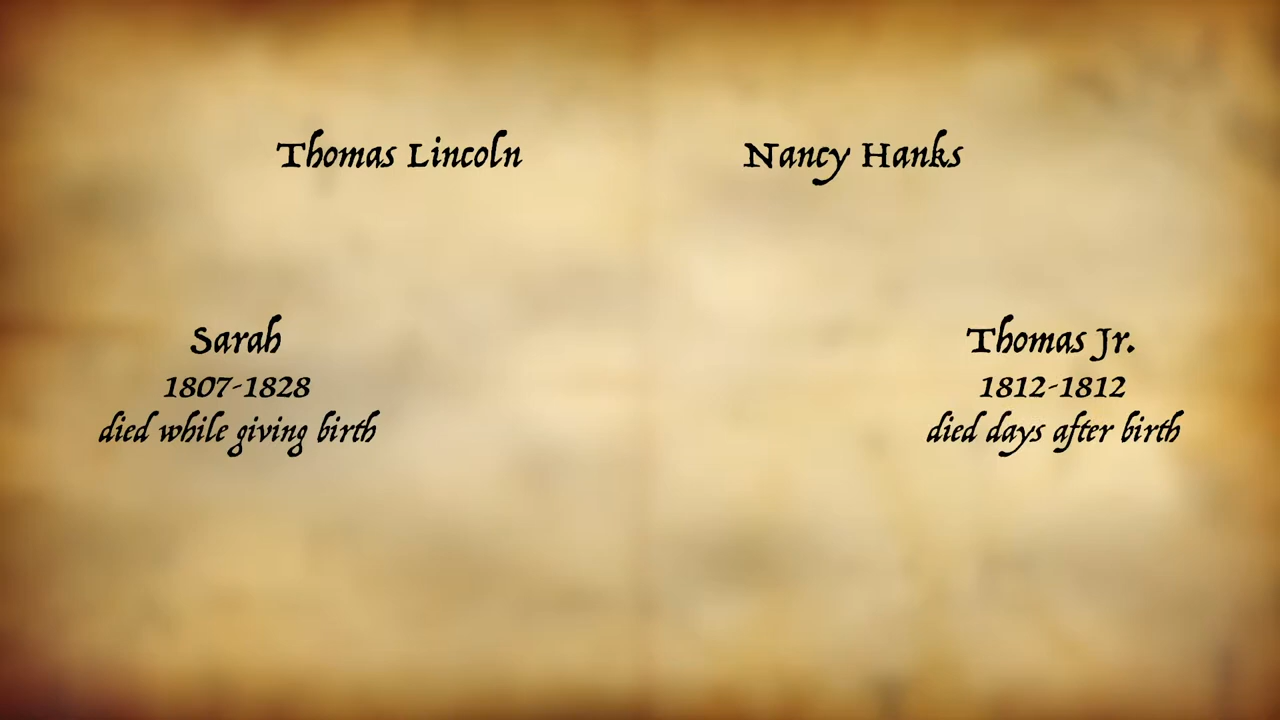 Thomas Lincoln
Nancy Hanks
Sarah
1807-1828
died while giving birth
Thomas Jr.
1812-1812
died days after birth